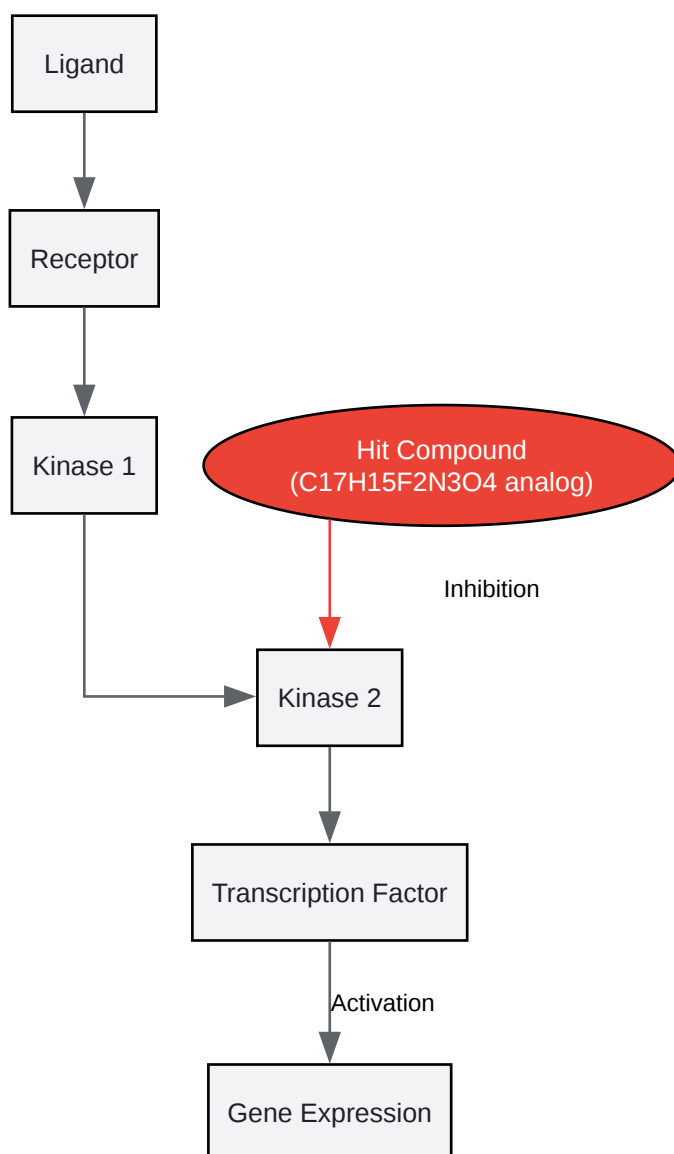 Ligand
Receptor
Kinase 1
Hit Compound
(C17H15F2N3O4 analog)
Inhibition
Kinase 2
Transcription Factor
Activation
Gene Expression